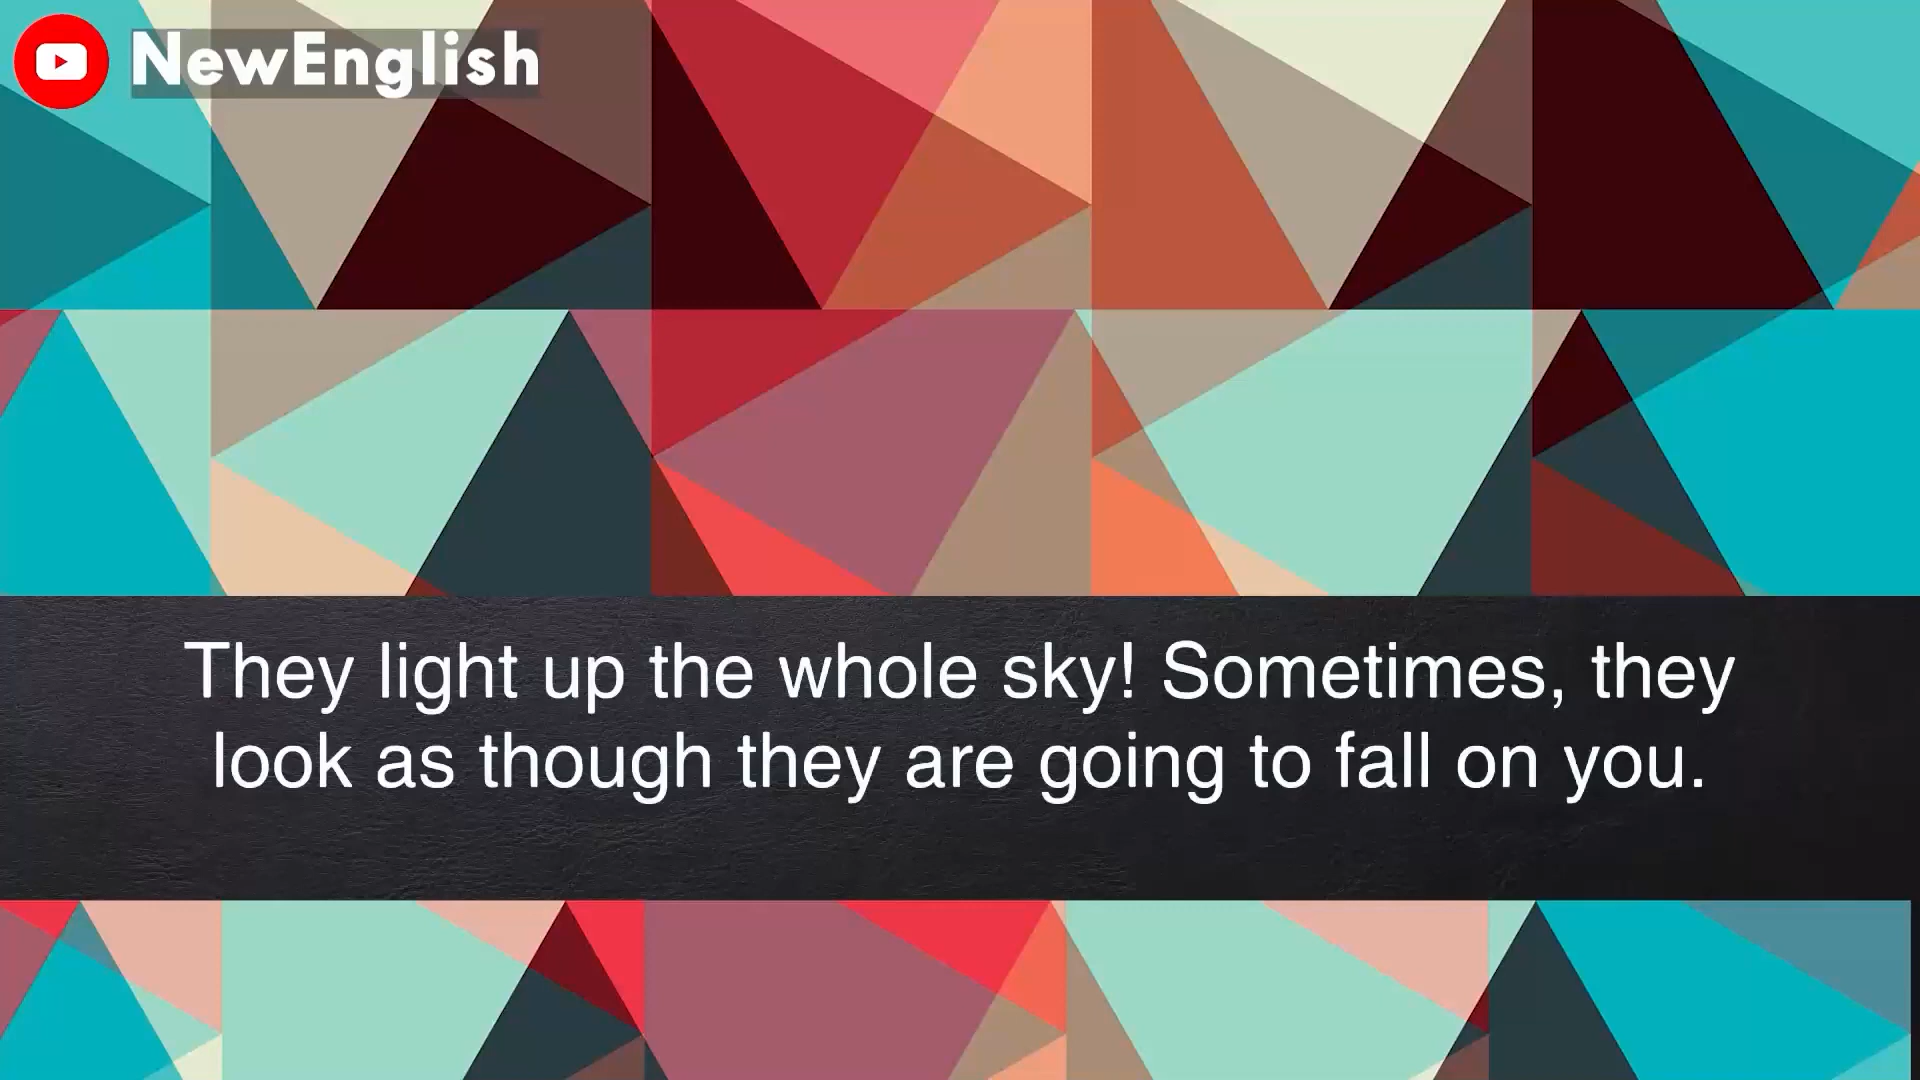 NewEnglish
They light up the whole sky! Sometimes, they
look as though they are going to fall on you.